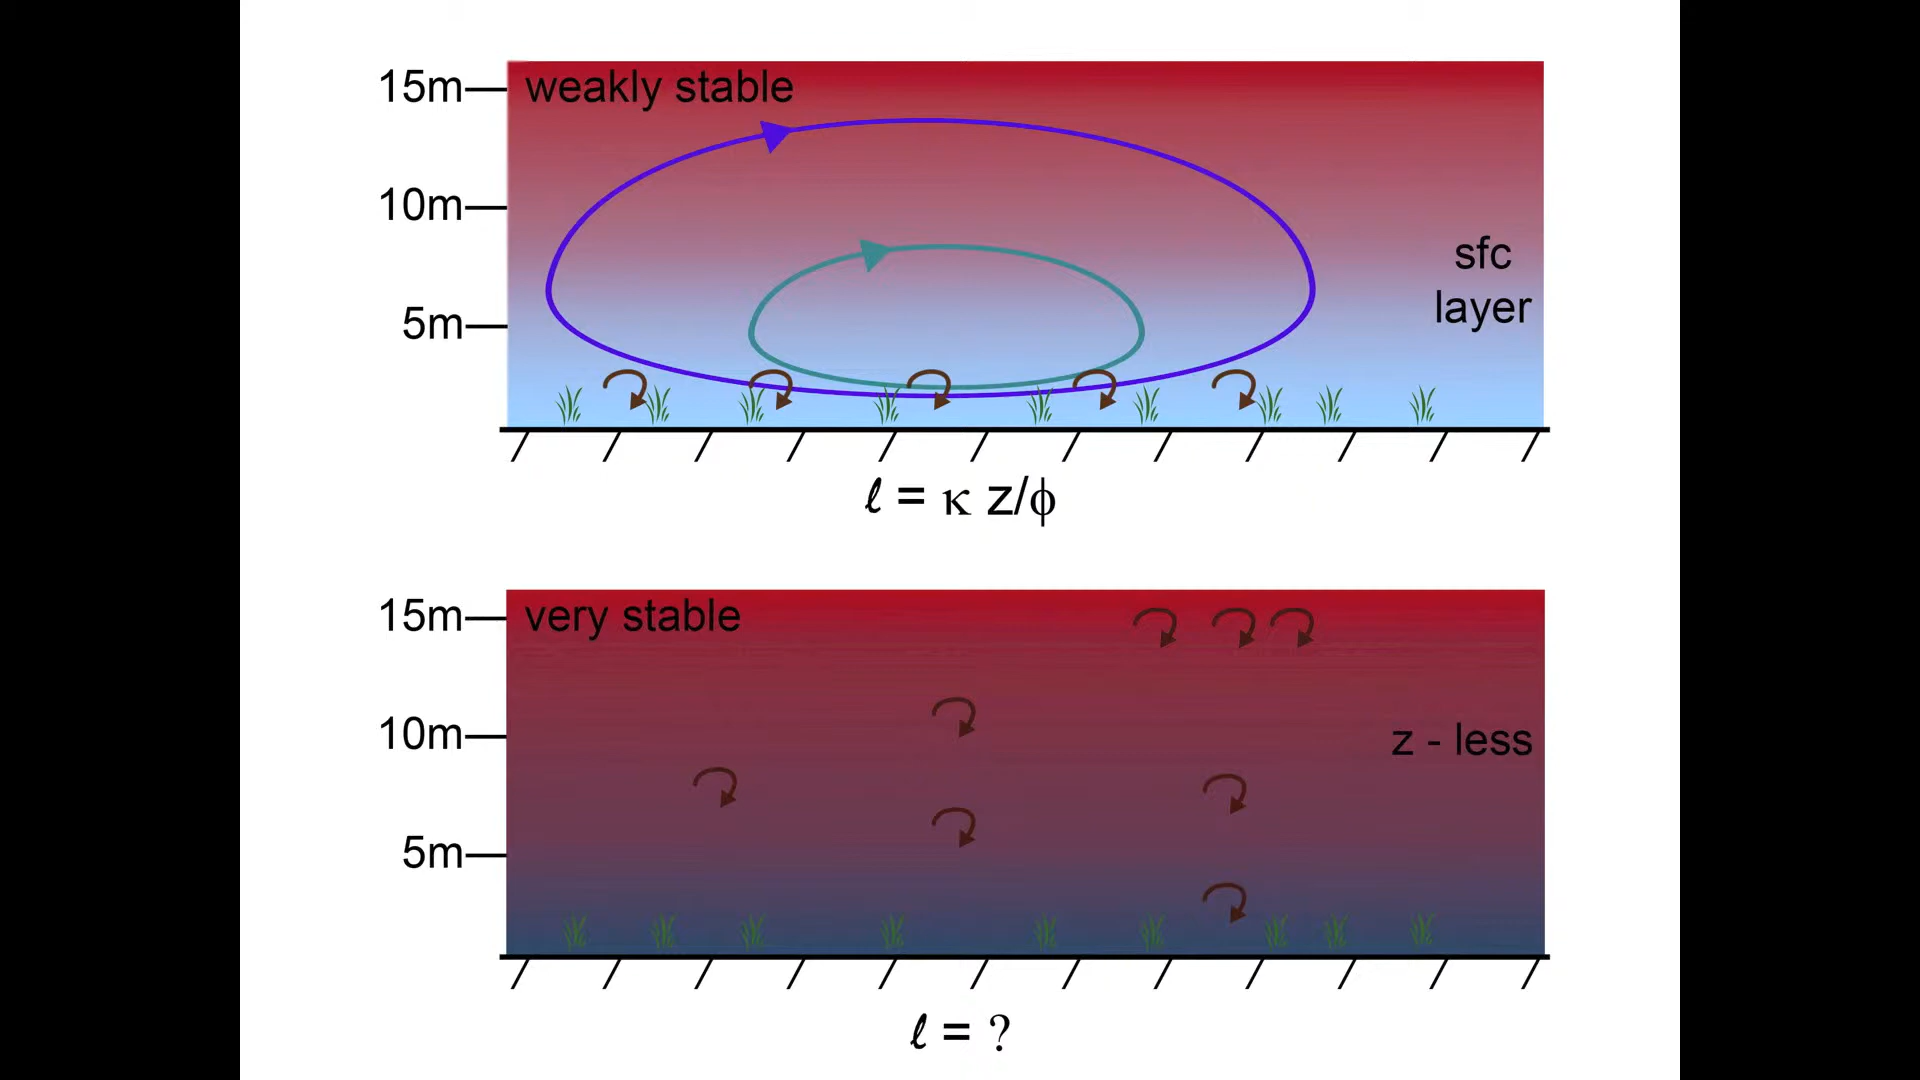 15m
weakly stable
10m
sfc
layer
5m
ℓ = κ z/ϕ
15m
very stable
10m
z - less
5m
ℓ = ?